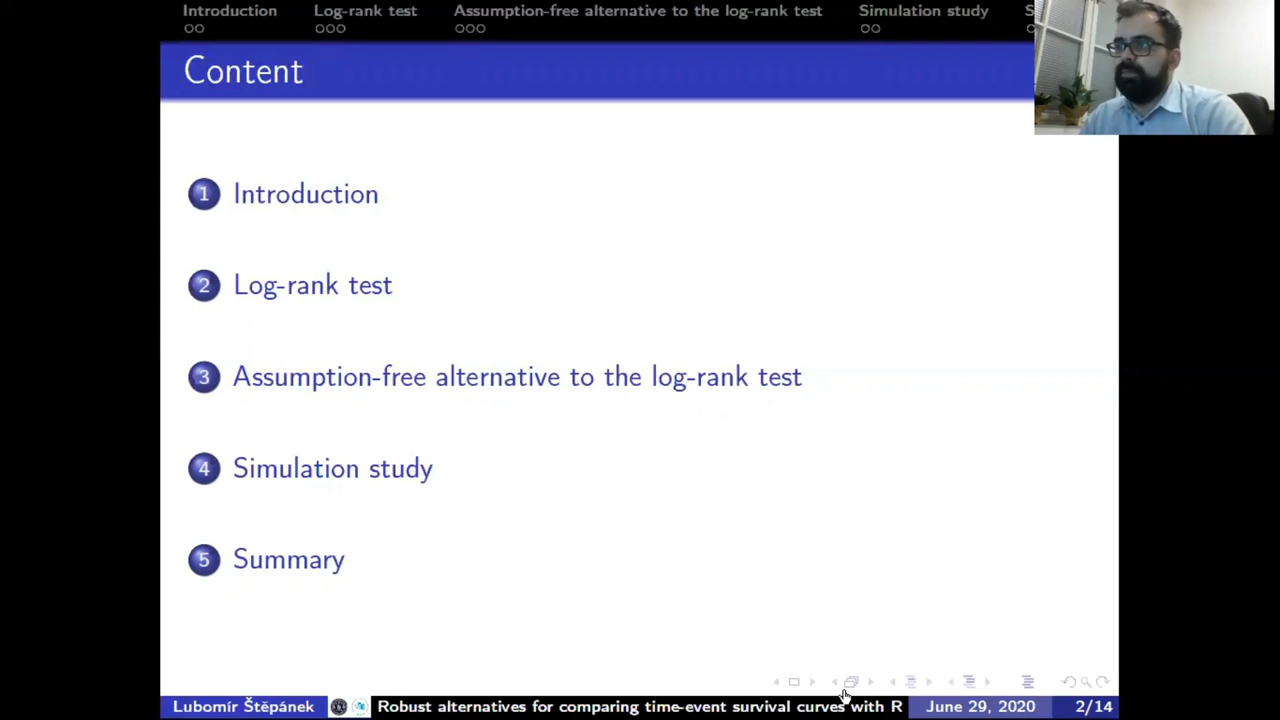 Introduction Log-rank test Assumption-free alternative to the log-rank test Simulation study S
Content
1 Introduction
2 Log-rank test
3 Assumption-free alternative to the log-rank test
4 Simulation study
5 Summary
Lubomír Štěpánek Robust alternatives for comparing time-event survival curves with R June 29, 2020 2/14